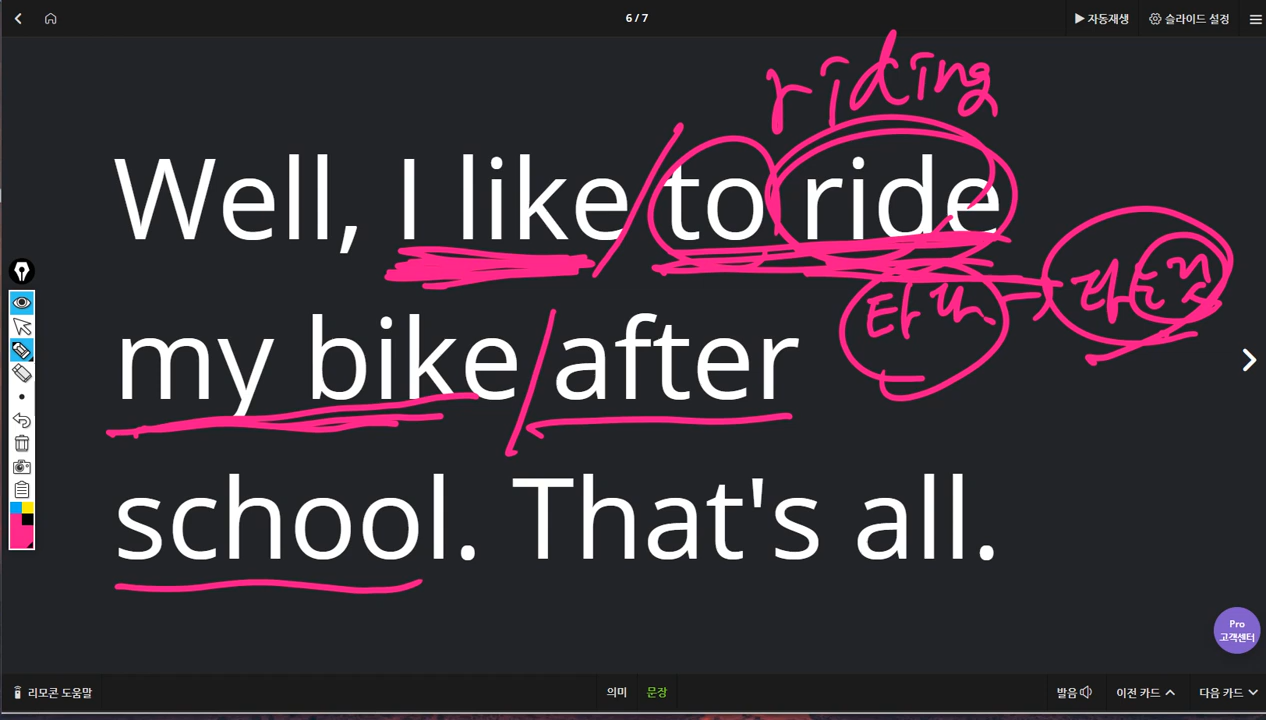 6 / 7
자동재생
슬라이드 설정
riding
Well, I like to ride
타다
타는 것
my bike after
school. That's all.
Pro
고객센터
리모콘 도움말
의미
문장
발음
이전 카드
다음 카드